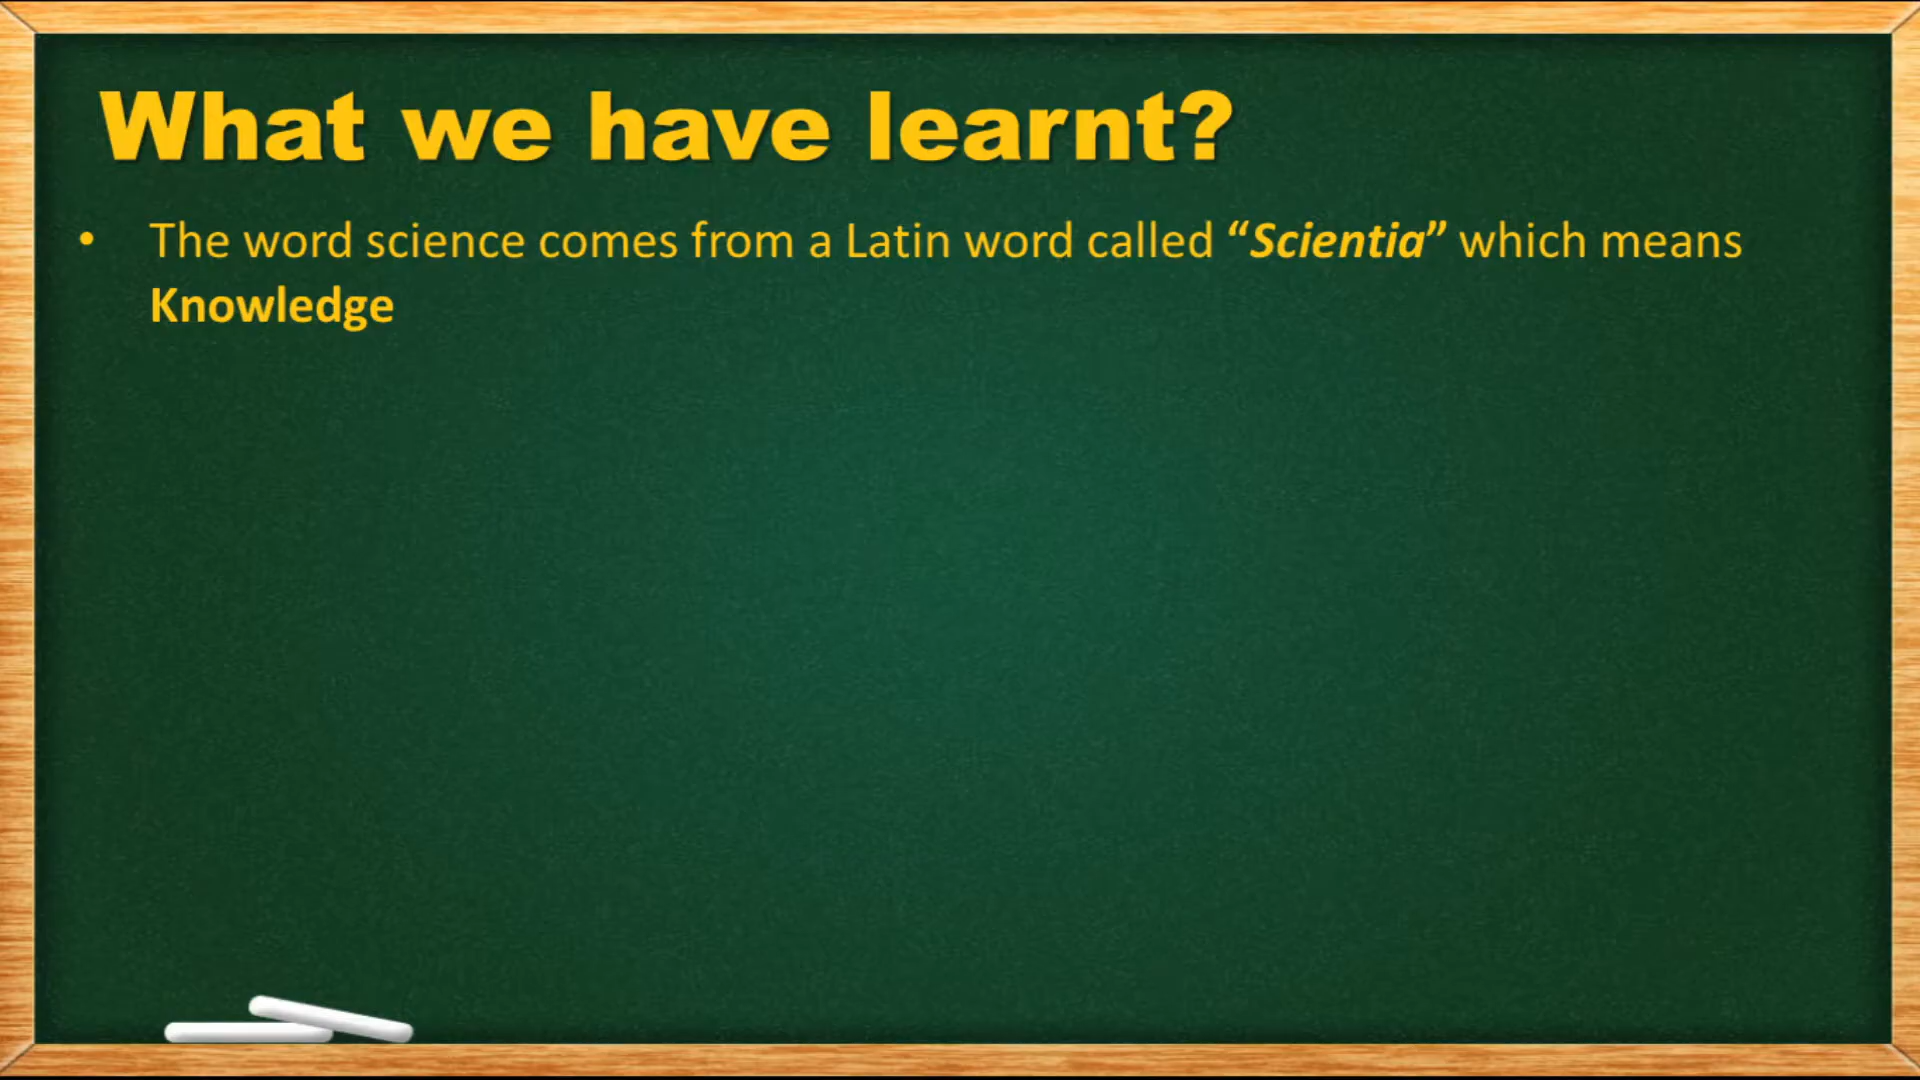 What we have learnt?
• The word science comes from a Latin word called “Scientia” which means
Knowledge